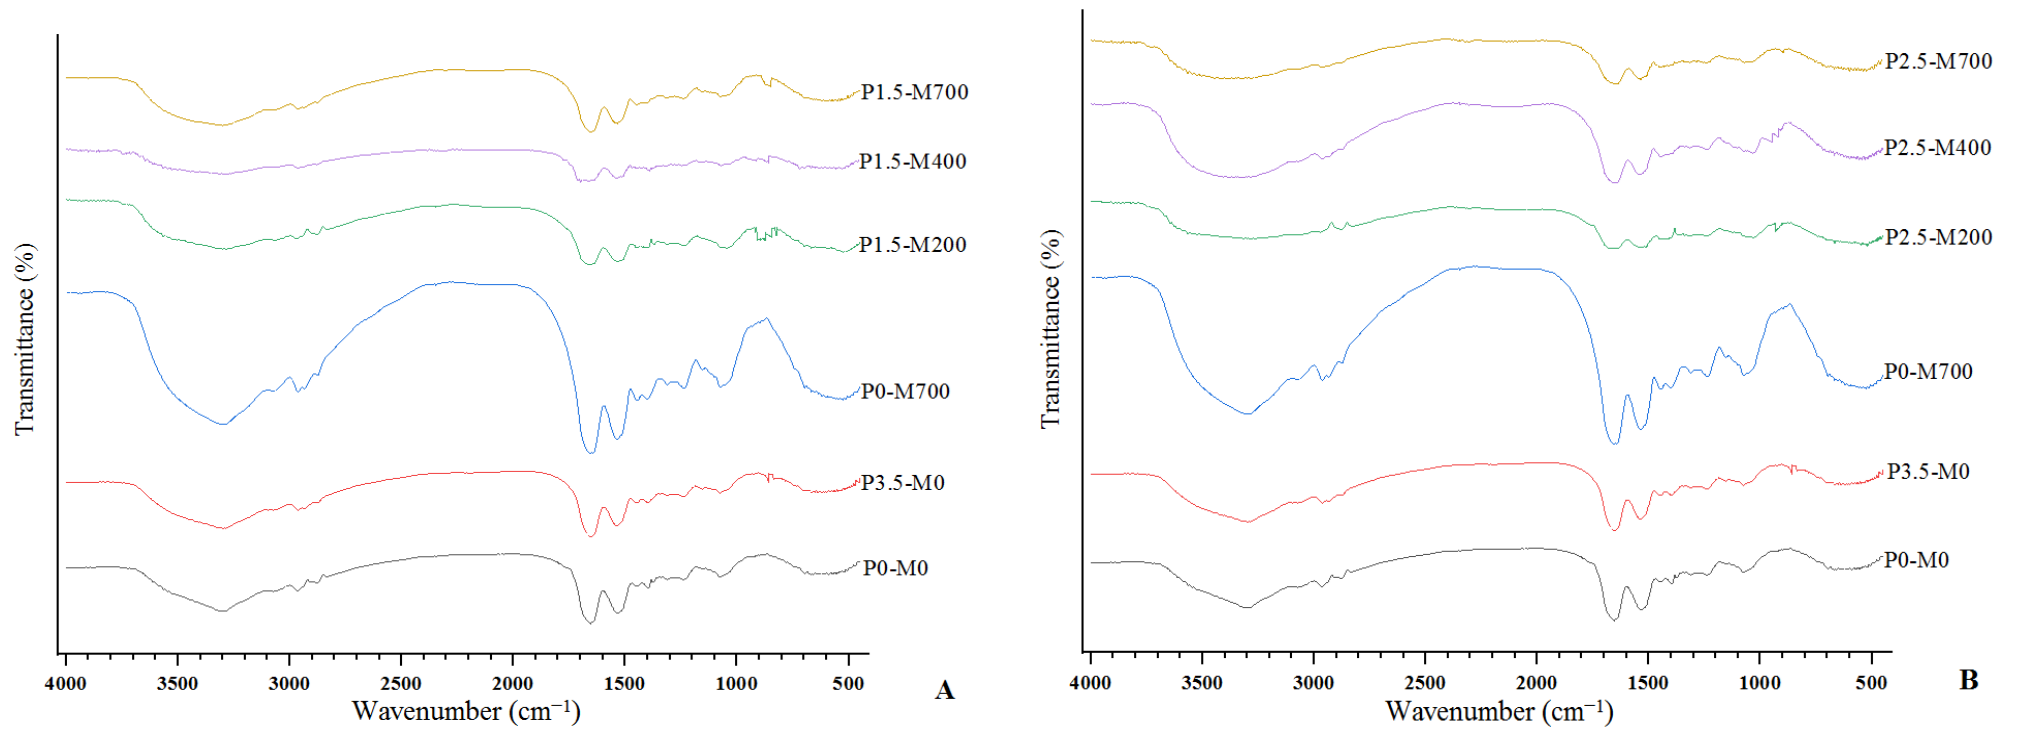 Transmittance (%)
P1.5-M700
P1.5-M400
P1.5-M200
P0-M700
P3.5-M0
P0-M0
4000 3500 3000 2500 2000 1500 1000 500
Wavenumber (cm⁻¹)
A
Transmittance (%)
P2.5-M700
P2.5-M400
P2.5-M200
P0-M700
P3.5-M0
P0-M0
4000 3500 3000 2500 2000 1500 1000 500
Wavenumber (cm⁻¹)
B